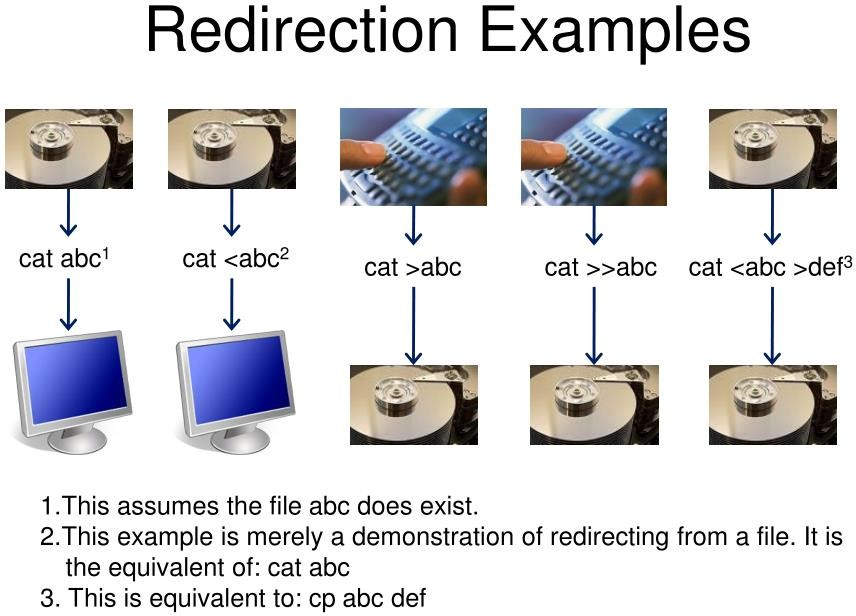 Redirection Examples
cat abc¹
cat <abc²
cat >abc
cat >>abc
cat <abc >def³
1.This assumes the file abc does exist.
2.This example is merely a demonstration of redirecting from a file. It is
the equivalent of: cat abc
3. This is equivalent to: cp abc def